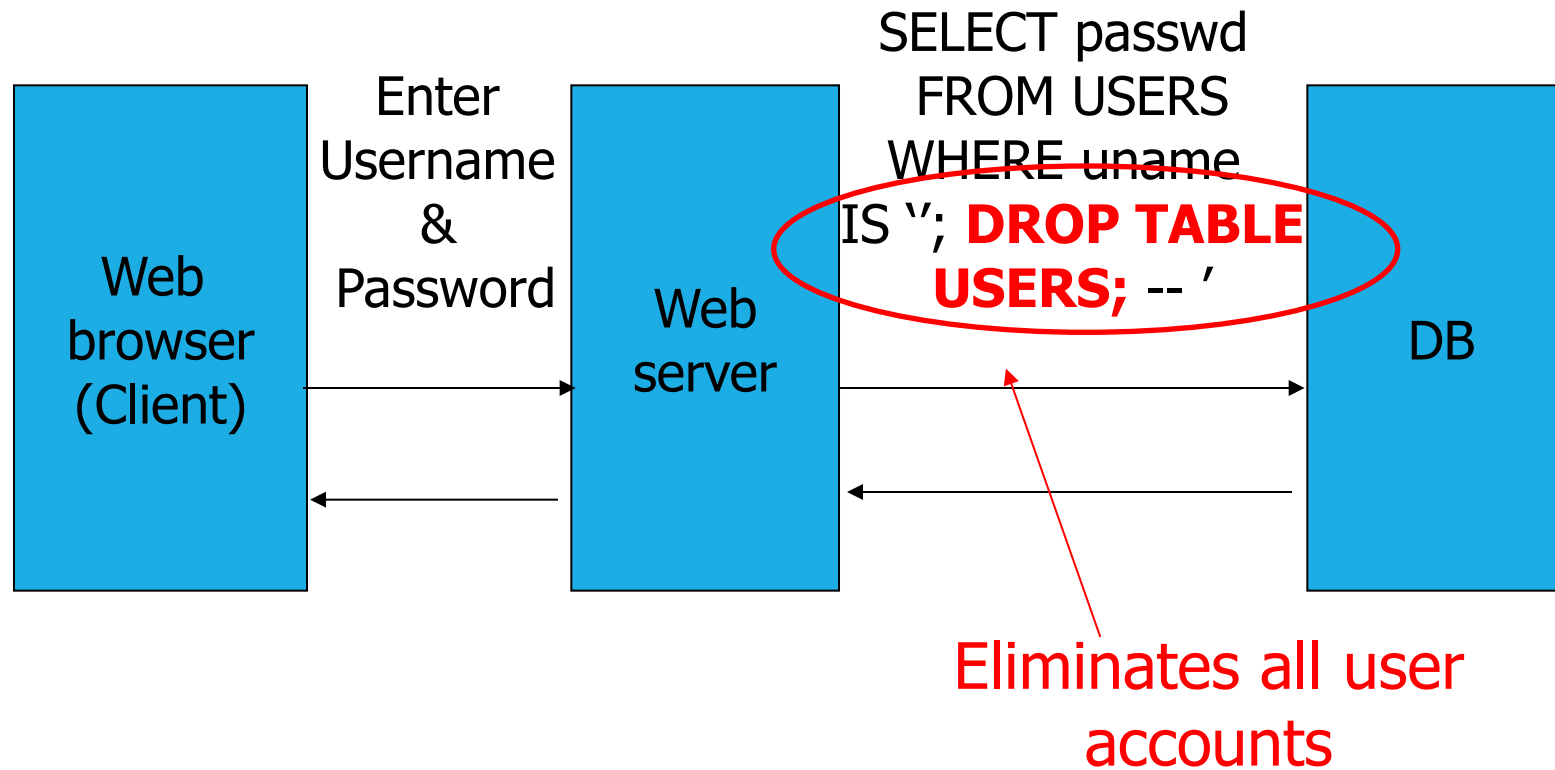 Web
browser
(Client)
Enter
Username
&
Password
Web
server
SELECT passwd
FROM USERS
WHERE uname
IS ‘’; DROP TABLE
USERS; -- ’
DB
Eliminates all user
accounts